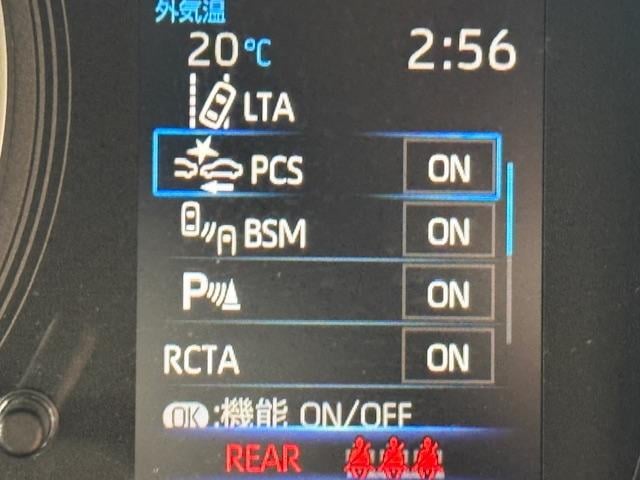 外気温
20℃ 2:56
LTA
PCS ON
BSM ON
P ON
RCTA ON
OK :機能 ON/OFF
REAR